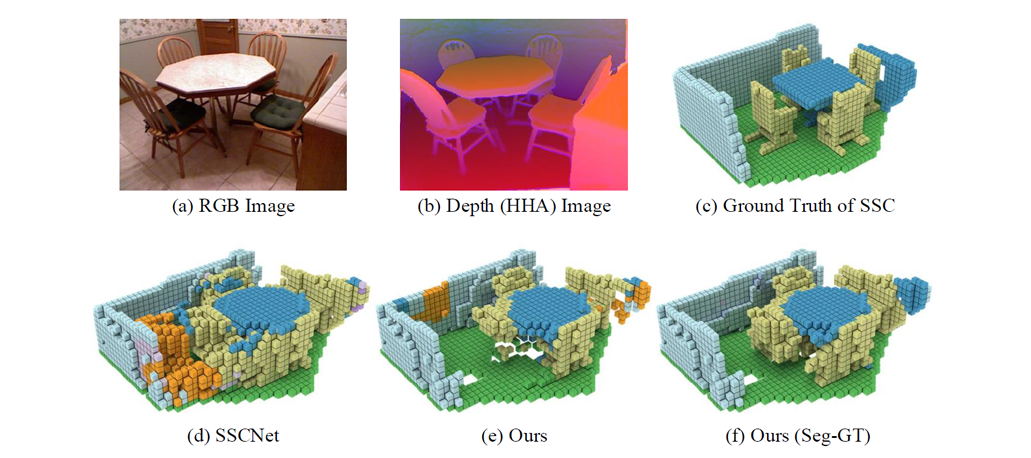 (a) RGB Image
(b) Depth (HHA) Image
(c) Ground Truth of SSC
(d) SSCNet
(e) Ours
(f) Ours (Seg-GT)